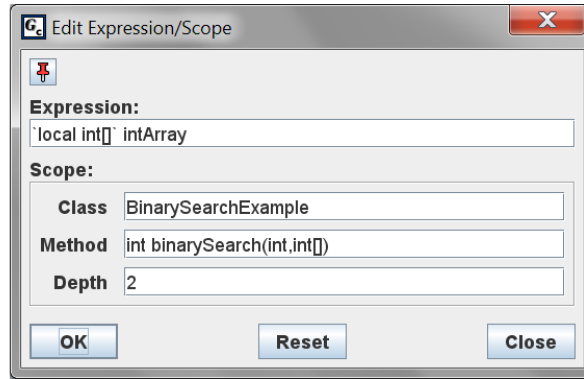 Gc Edit Expression/Scope
Expression:
`local int[]` intArray
Scope:
Class BinarySearchExample
Method int binarySearch(int,int[])
Depth 2
OK Reset Close